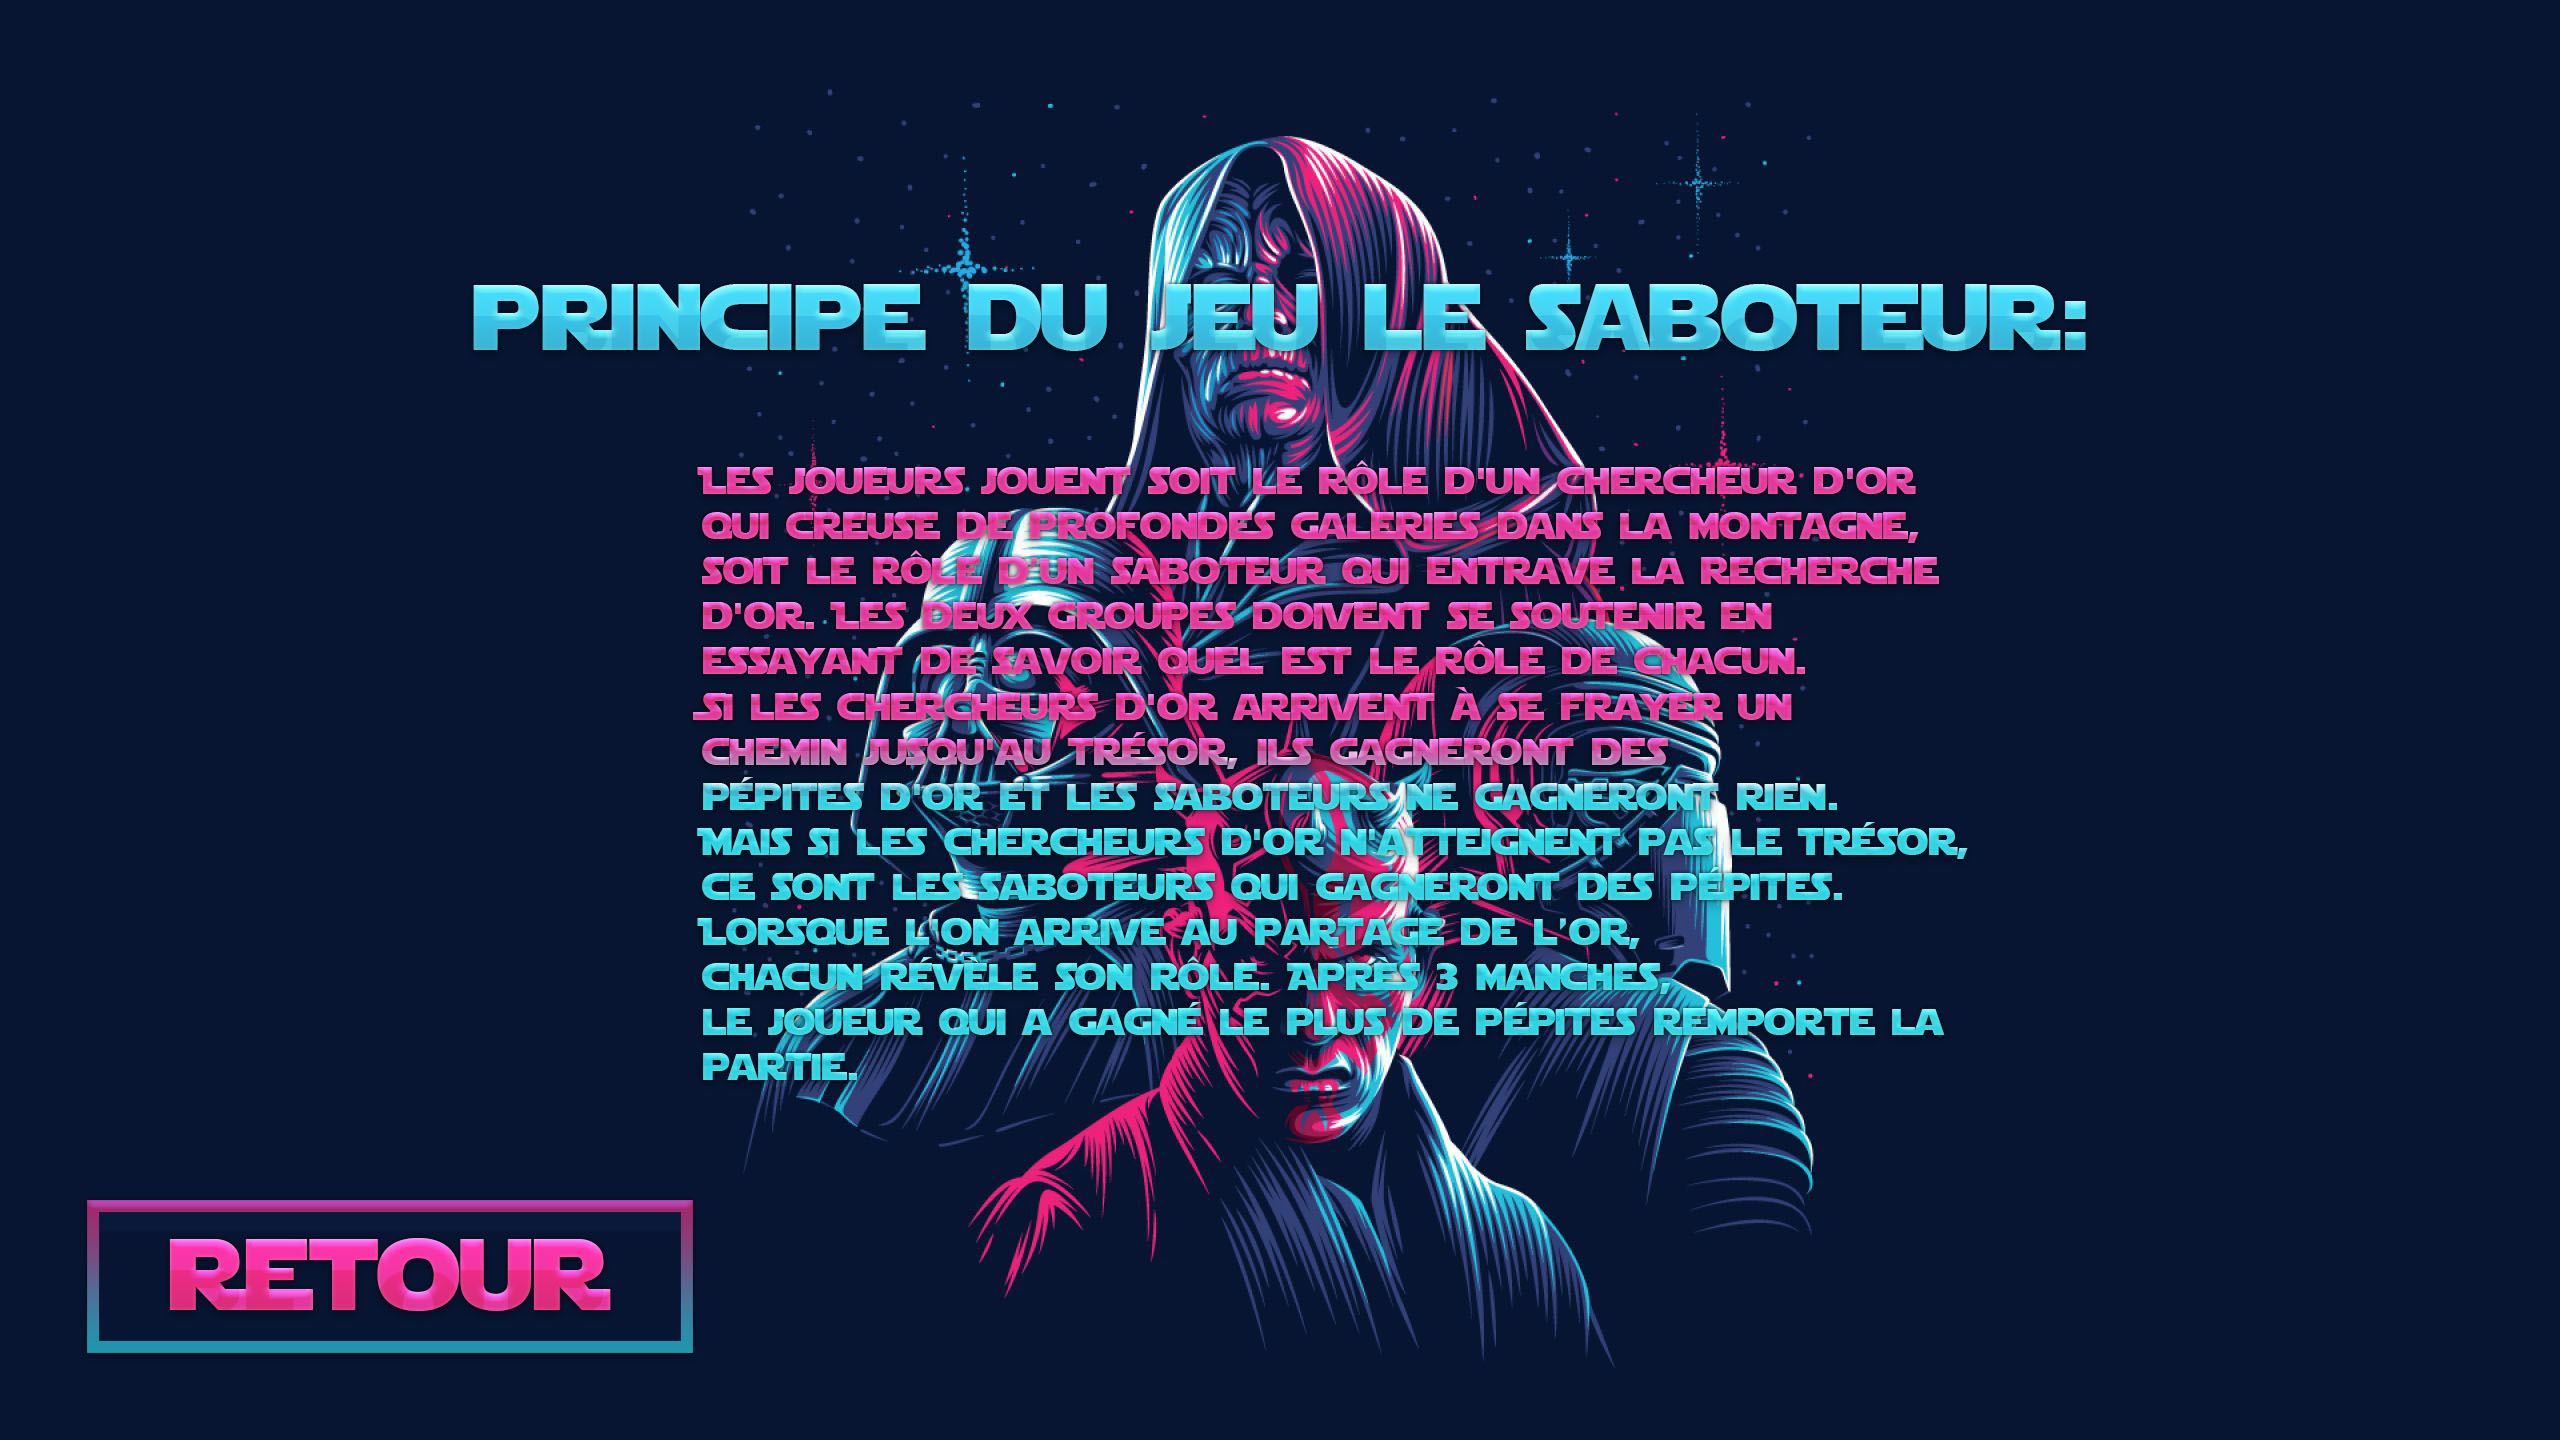 PRINCIPE DU JEU LE SABOTEUR:
LES JOUEURS JOUENT SOIT LE RÔLE D'UN CHERCHEUR D'OR
QUI CREUSE DE PROFONDES GALERIES DANS LA MONTAGNE,
SOIT LE RÔLE D'UN SABOTEUR QUI ENTRAVE LA RECHERCHE
D'OR. LES DEUX GROUPES DOIVENT SE SOUTENIR EN
ESSAYANT DE SAVOIR QUEL EST LE RÔLE DE CHACUN.
SI LES CHERCHEURS D'OR ARRIVENT À SE FRAYER UN
CHEMIN JUSQU'AU TRÉSOR, ILS GAGNERONT DES
PÉPITES D'OR ET LES SABOTEURS NE GAGNERONT RIEN.
MAIS SI LES CHERCHEURS D'OR N'ATTEIGNENT PAS LE TRÉSOR,
CE SONT LES SABOTEURS QUI GAGNERONT DES PÉPITES.
LORSQUE L'ON ARRIVE AU PARTAGE DE L’OR,
CHACUN RÉVÈLE SON RÔLE. APRÈS 3 MANCHES,
LE JOUEUR QUI A GAGNÉ LE PLUS DE PÉPITES REMPORTE LA
PARTIE.
RETOUR